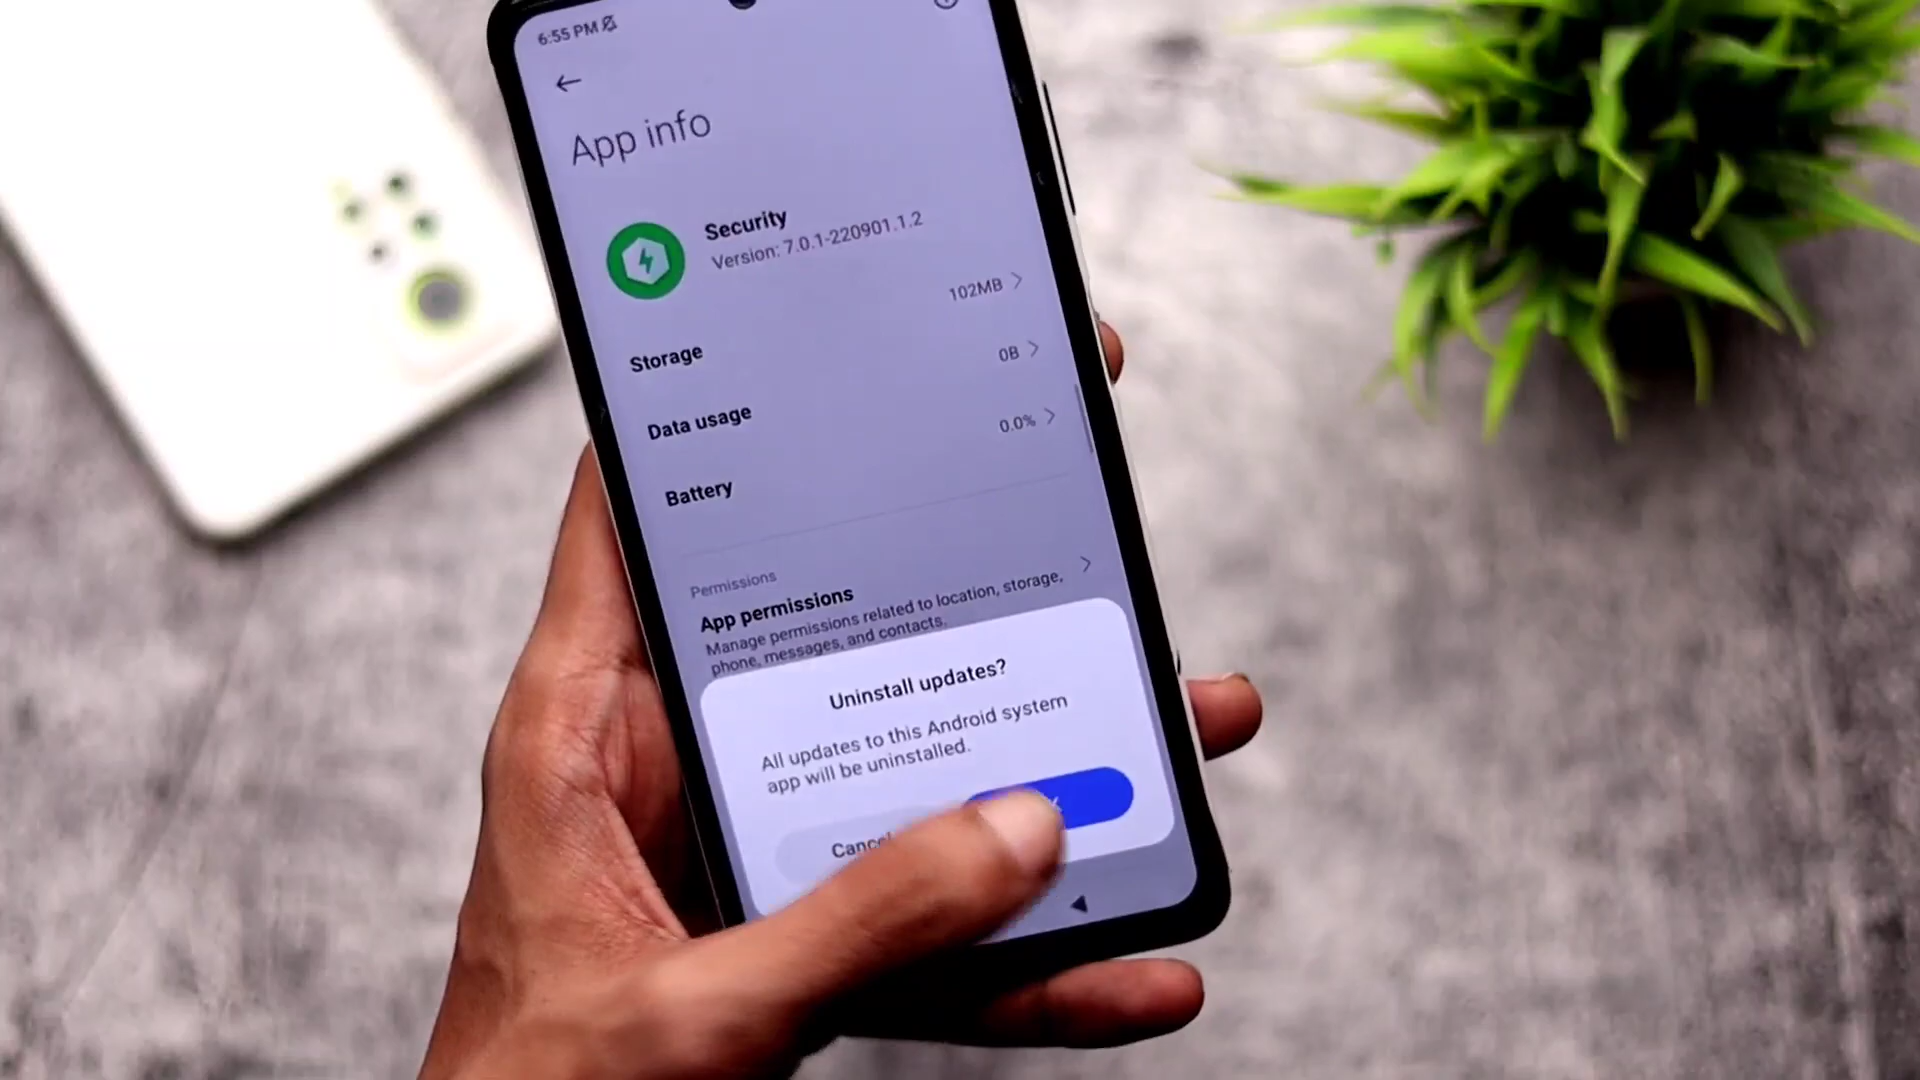 6:55 PM
App info
Security
Version: 7.0.1-220901.1.2
Storage
102MB
Data usage
0B
Battery
0.0%
Permissions
App permissions
Manage permissions related to location, storage,
phone, messages, and contacts.
Uninstall updates?
All updates to this Android system
app will be uninstalled.